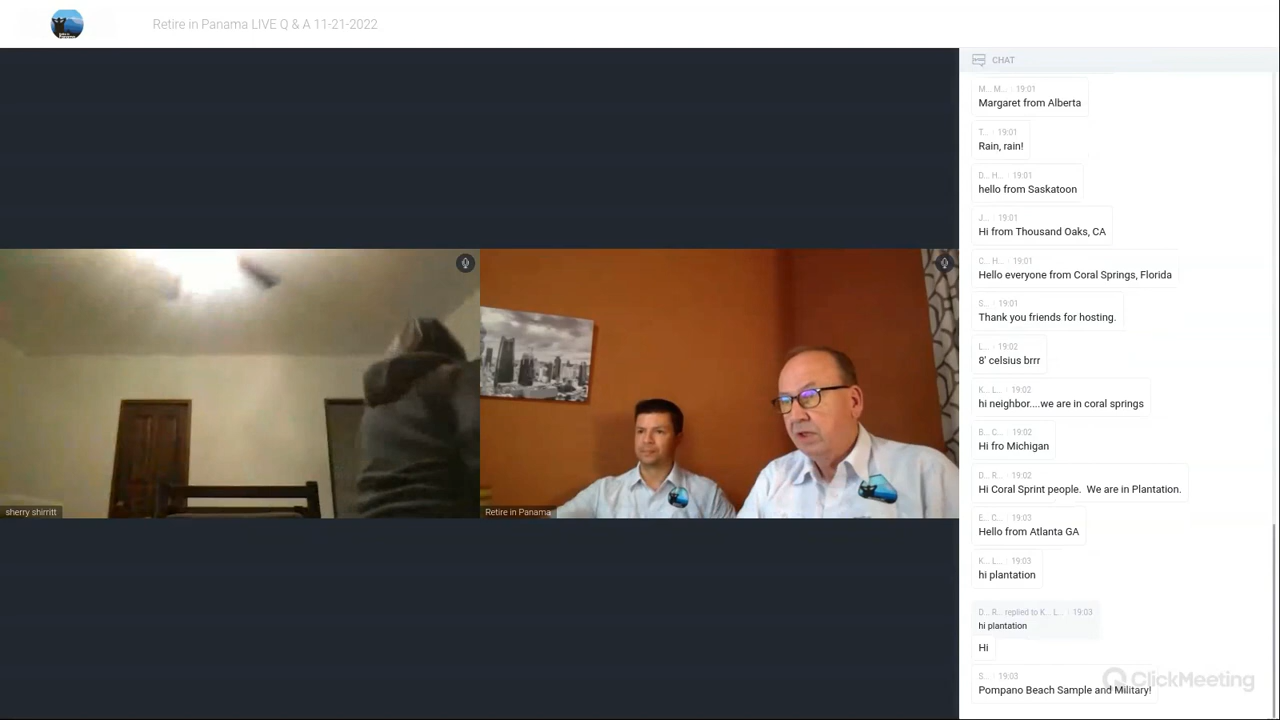 Retire in Panama LIVE Q & A 11-21-2022
CHAT
M... M... 19:01
Margaret from Alberta
T... 19:01
Rain, rain!
D... H... 19:01
hello from Saskatoon
J... 19:01
Hi from Thousand Oaks, CA
C... H... 19:01
Hello everyone from Coral Springs, Florida
S... 19:01
Thank you friends for hosting.
L... 19:02
8' celsius brrr
K... L... 19:02
hi neighbor....we are in coral springs
B... C... 19:02
Hi fro Michigan
D... R... 19:02
Hi Coral Sprint people. We are in Plantation.
E... C... 19:03
Hello from Atlanta GA
K... L... 19:03
hi plantation
D... R... replied to K... L... 19:03
hi plantation
Hi
S... 19:03
Pompano Beach Sample and Military!
ClickMeeting
sherry shirritt
Retire in Panama